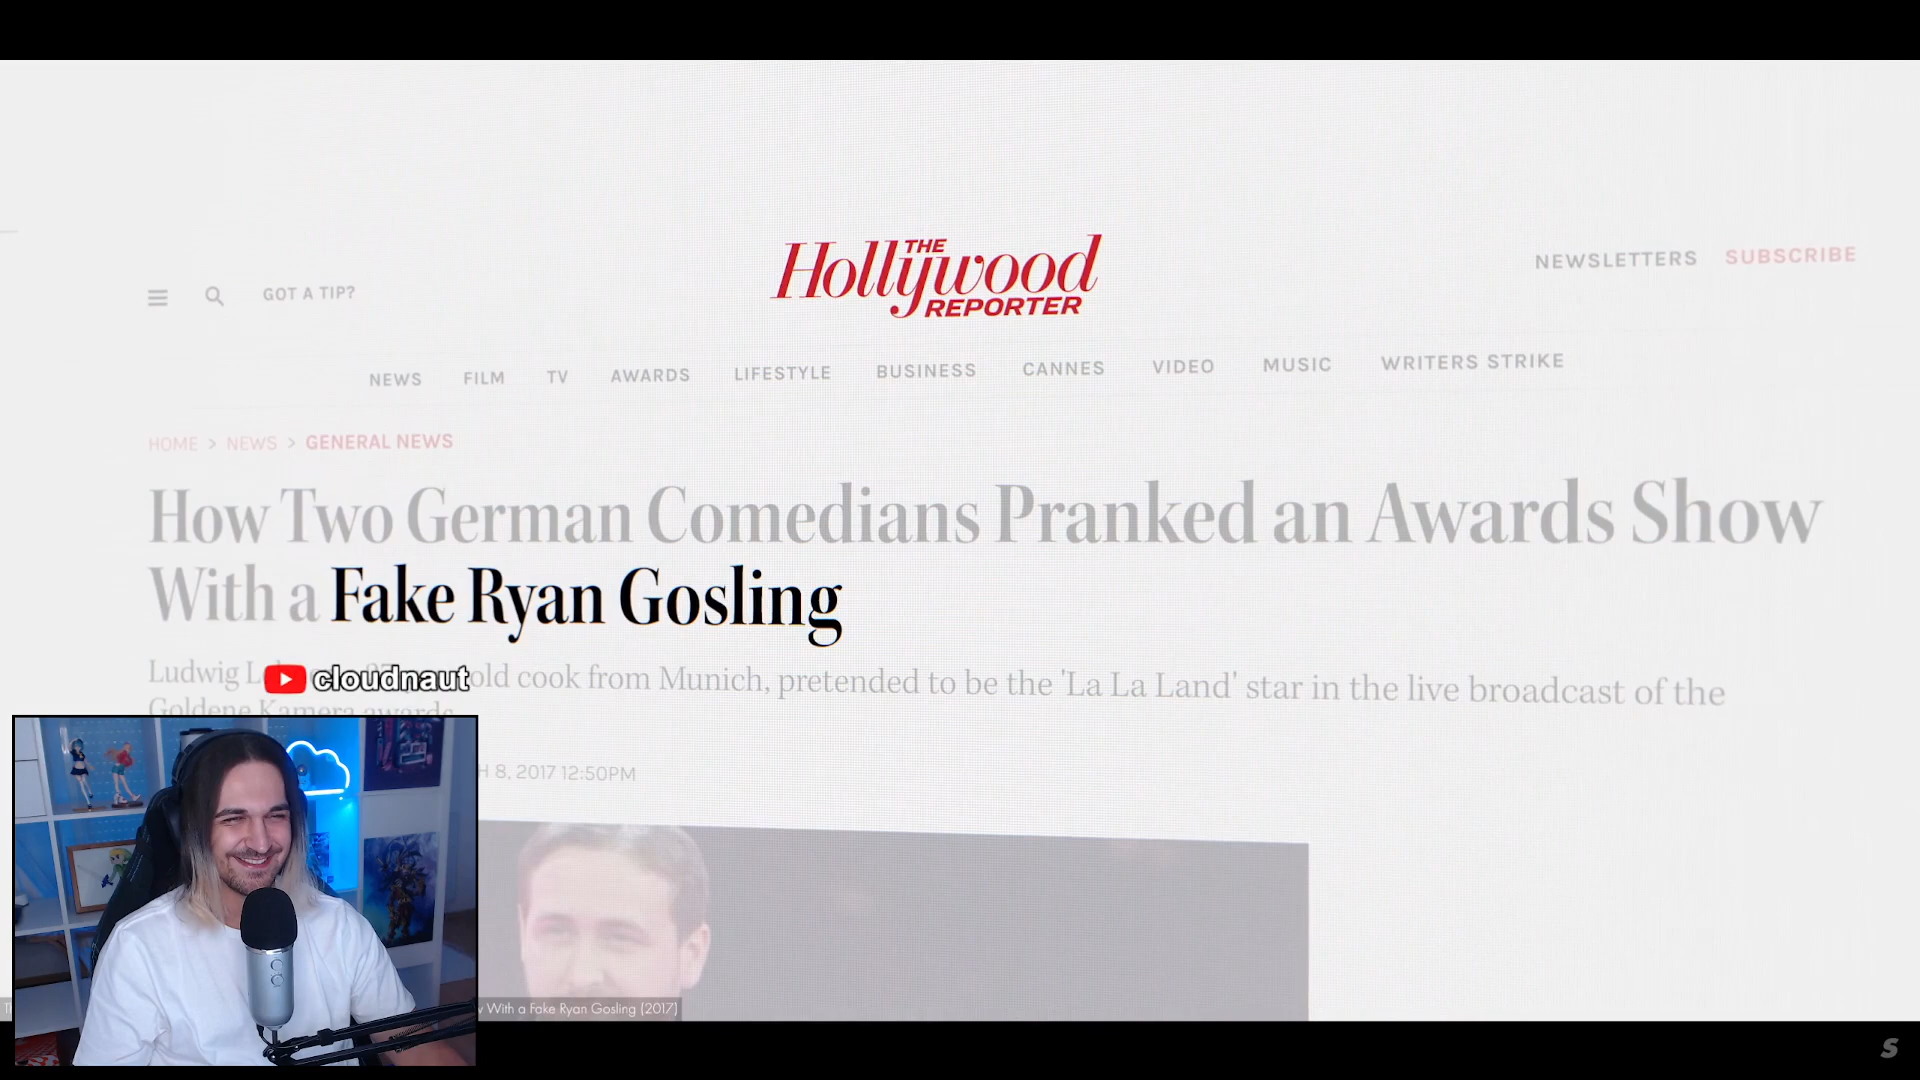 THE
Hollywood
REPORTER
NEWSLETTERS SUBSCRIBE
GOT A TIP?
NEWS FILM TV AWARDS LIFESTYLE BUSINESS CANNES VIDEO MUSIC WRITERS STRIKE
HOME > NEWS > GENERAL NEWS
How Two German Comedians Pranked an Awards Show
With a Fake Ryan Gosling
Ludwig old cook from Munich, pretended to be the 'La La Land' star in the live broadcast of the
cloudnaut
Goldene Kamera awards.
8, 2017 12:50PM
With a Fake Ryan Gosling (2017)
S